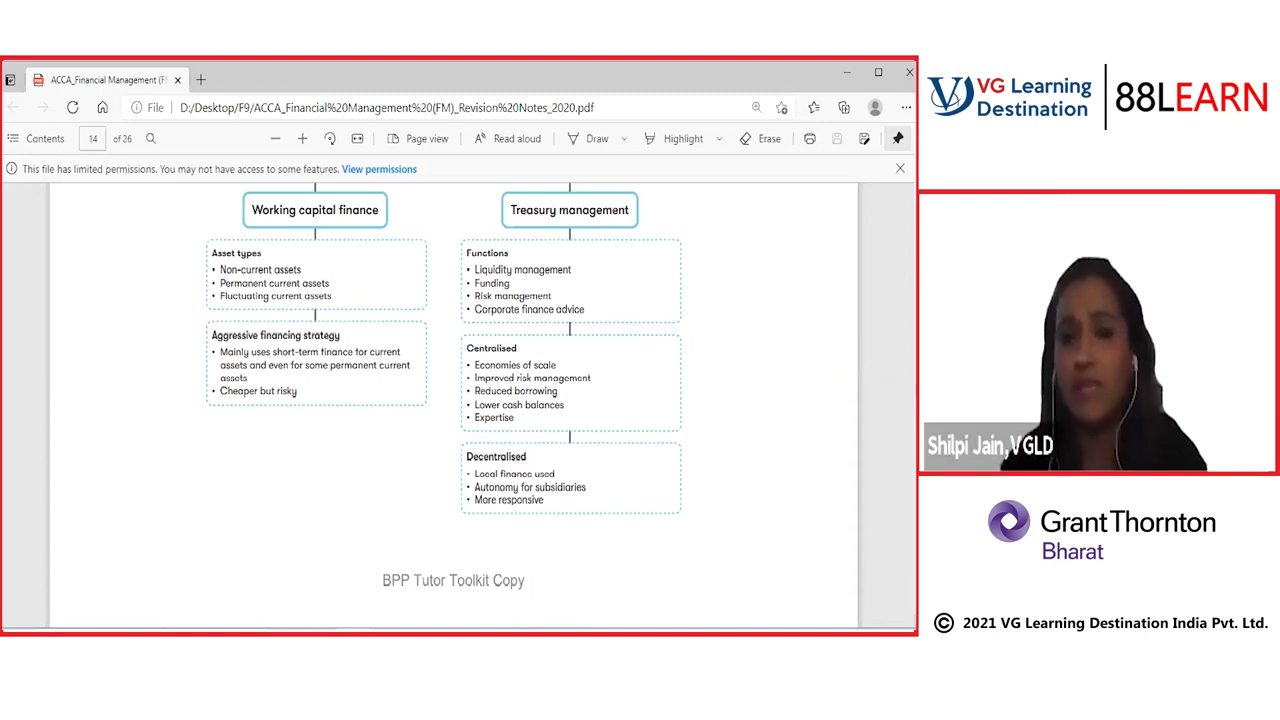 ACCA_Financial Management (F
File
D:/Desktop/F9/ACCA_Financial%20Management%20(FM)_Revision%20Notes_2020.pdf
Contents
14
of 26
Page view
Read aloud
Draw
Highlight
Erase
This file has limited permissions. You may not have access to some features. View permissions
Working capital finance
Asset types
• Non-current assets
• Permanent current assets
• Fluctuating current assets
Aggressive financing strategy
• Mainly uses short-term finance for current
assets and even for some permanent current
assets
• Cheaper but risky
Treasury management
Functions
• Liquidity management
• Funding
• Risk management
• Corporate finance advice
Centralised
• Economies of scale
• Improved risk management
• Reduced borrowing
• Lower cash balances
• Expertise
Decentralised
• Local finance used
• Autonomy for subsidiaries
• More responsive
BPP Tutor Toolkit Copy
VG Learning
Destination
88LEARN
Shilpi Jain,VGLD
Grant Thornton
Bharat
© 2021 VG Learning Destination India Pvt. Ltd.